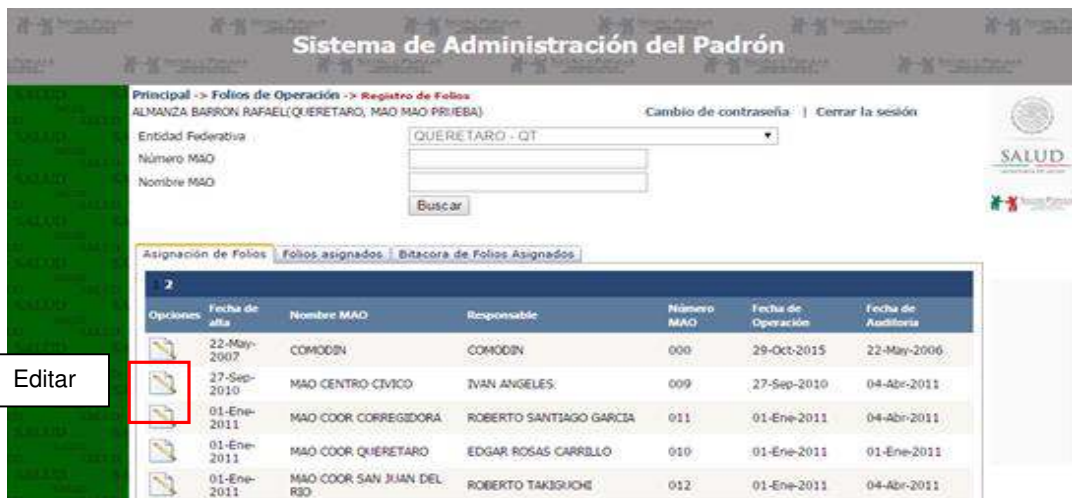 Sistema de Administración del Padrón
Principal -> Folios de Operación -> Registro de Folios
ALMANZA BARRON RAFAEL(QUERETARO, MAO MAO PRUEBA)
Cambio de contraseña | Cerrar la sesión
Entidad Federativa QUERETARO - QT
Número MAO
Nombre MAO
Buscar
SALUD
Asignación de Folios Folios asignados Bitacora de Folios Asignados
1 2
Opciones Fecha de alta Nombre MAO Responsable Número MAO Fecha de Operación Fecha de Auditoria
22-May-2007 COMODIN COMODIN 000 29-Oct-2015 22-May-2006
Editar
27-Sep-2010 MAO CENTRO CIVICO IVAN ANGELES 009 27-Sep-2010 04-Abr-2011
01-Ene-2011 MAO COOR CORREGIDORA ROBERTO SANTIAGO GARCIA 011 01-Ene-2011 04-Abr-2011
01-Ene-2011 MAO COOR QUERETARO EDGAR ROSAS CARRILLO 010 01-Ene-2011 01-Ene-2011
01-Ene-2011 MAO COOR SAN JUAN DEL RIO ROBERTO TAKISUCHE 012 01-Ene-2011 04-Abr-2011